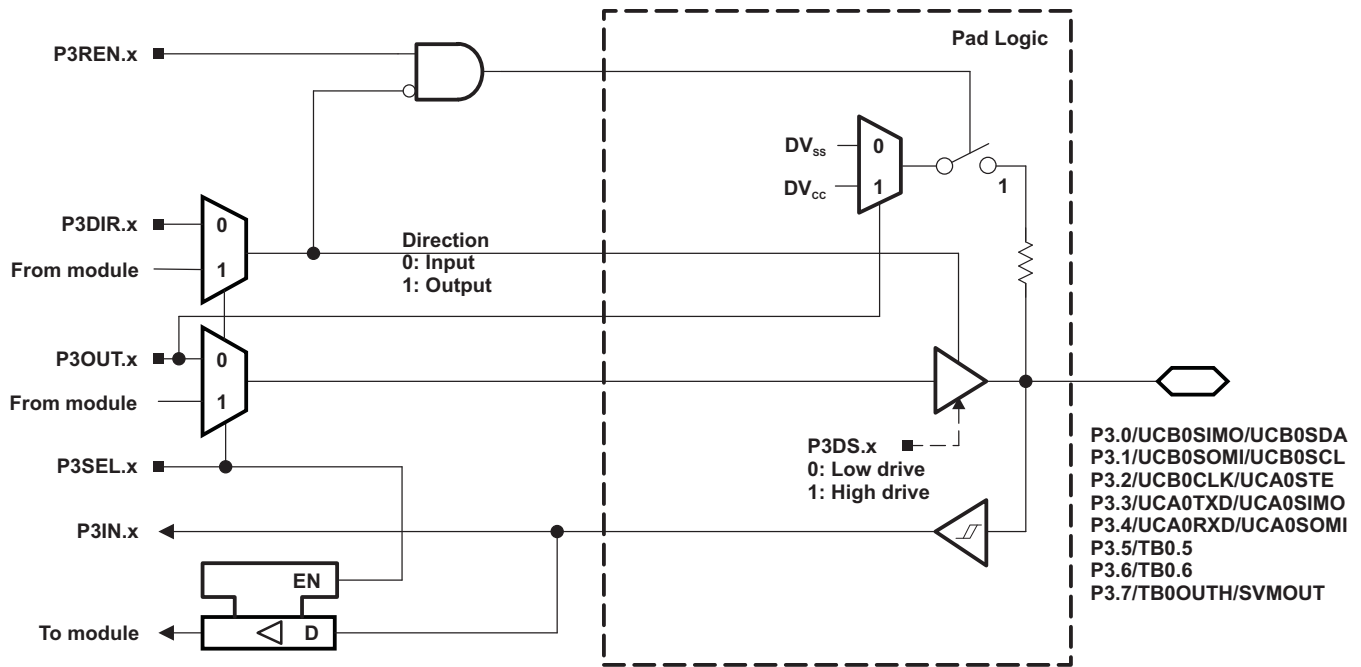 Pad Logic
P3REN.x
DVSS
0
DVCC
1
1
P3DIR.x
0
From module
1
Direction
0: Input
1: Output
P3OUT.x
0
From module
1
P3SEL.x
P3DS.x
0: Low drive
1: High drive
P3.0/UCB0SIMO/UCB0SDA
P3.1/UCB0SOMI/UCB0SCL
P3.2/UCB0CLK/UCA0STE
P3.3/UCA0TXD/UCA0SIMO
P3.4/UCA0RXD/UCA0SOMI
P3.5/TB0.5
P3.6/TB0.6
P3.7/TB0OUTH/SVMOUT
P3IN.x
EN
To module
D